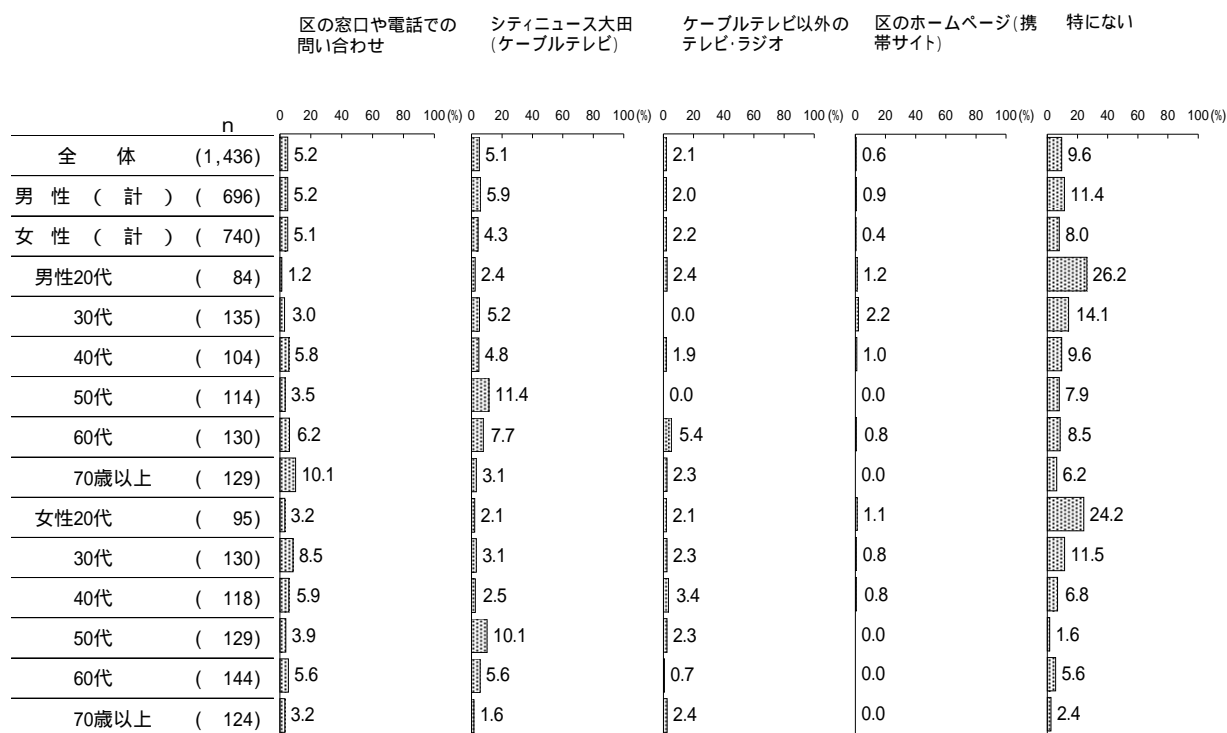 区の窓口や電話での
問い合わせ
シティニュース大田
(ケーブルテレビ)
ケーブルテレビ以外の
テレビ・ラジオ
区のホームページ(携
帯サイト)
特にない
0 20 40 60 80 100(%) 0 20 40 60 80 100(%) 0 20 40 60 80 100(%) 0 20 40 60 80 100(%) 0 20 40 60 80 100(%)
n
全 体 (1,436) 5.2 5.1 2.1 0.6 9.6
男 性 ( 計 ) ( 696) 5.2 5.9 2.0 0.9 11.4
女 性 ( 計 ) ( 740) 5.1 4.3 2.2 0.4 8.0
男性20代 ( 84) 1.2 2.4 2.4 1.2 26.2
30代 ( 135) 3.0 5.2 0.0 2.2 14.1
40代 ( 104) 5.8 4.8 1.9 1.0 9.6
50代 ( 114) 3.5 11.4 0.0 0.0 7.9
60代 ( 130) 6.2 7.7 5.4 0.8 8.5
70歳以上 ( 129) 10.1 3.1 2.3 0.0 6.2
女性20代 ( 95) 3.2 2.1 2.1 1.1 24.2
30代 ( 130) 8.5 3.1 2.3 0.8 11.5
40代 ( 118) 5.9 2.5 3.4 0.8 6.8
50代 ( 129) 3.9 10.1 2.3 0.0 1.6
60代 ( 144) 5.6 5.6 0.7 0.0 5.6
70歳以上 ( 124) 3.2 1.6 2.4 0.0 2.4